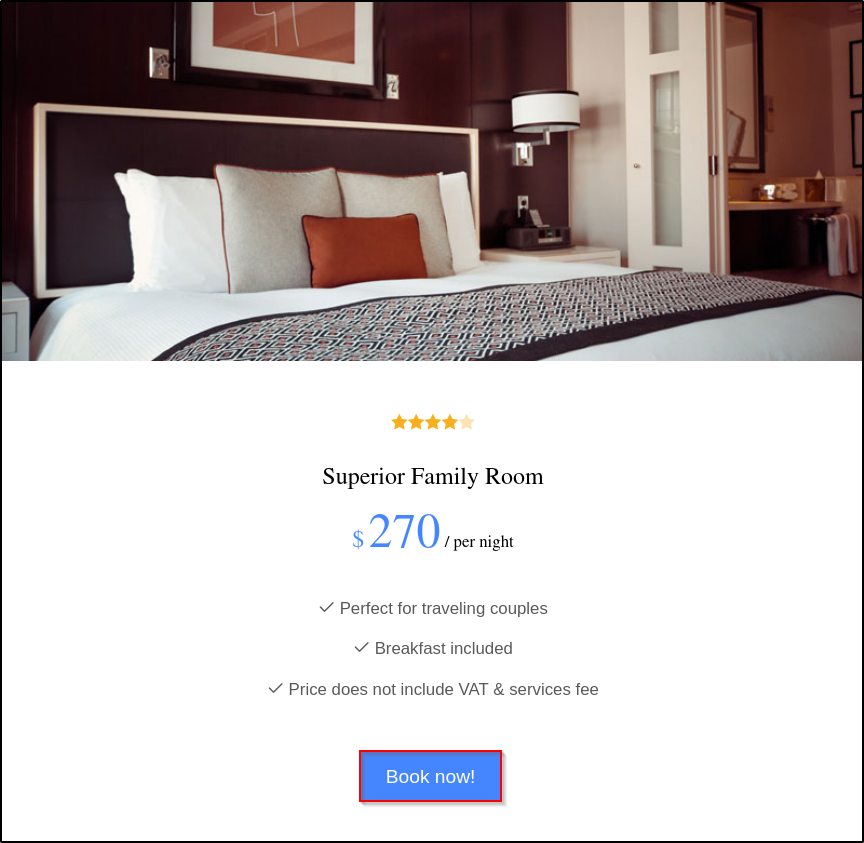 Superior Family Room
$ 270 / per night
Perfect for traveling couples
Breakfast included
Price does not include VAT & services fee
Book now!